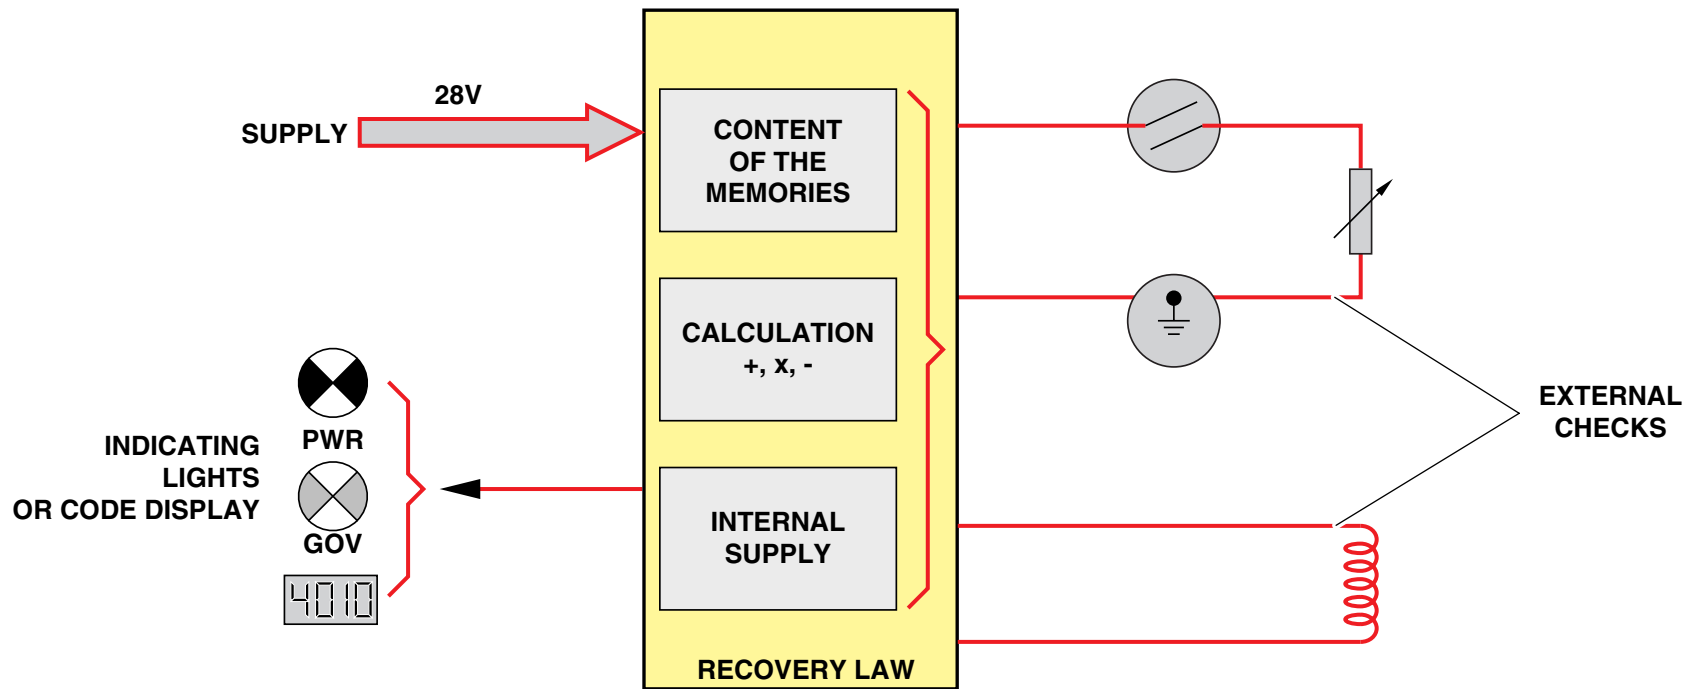 28V
SUPPLY
CONTENT
OF THE
MEMORIES
CALCULATION
+, x, -
INTERNAL
SUPPLY
RECOVERY LAW
INDICATING
LIGHTS
OR CODE DISPLAY
PWR
GOV
4010
EXTERNAL
CHECKS